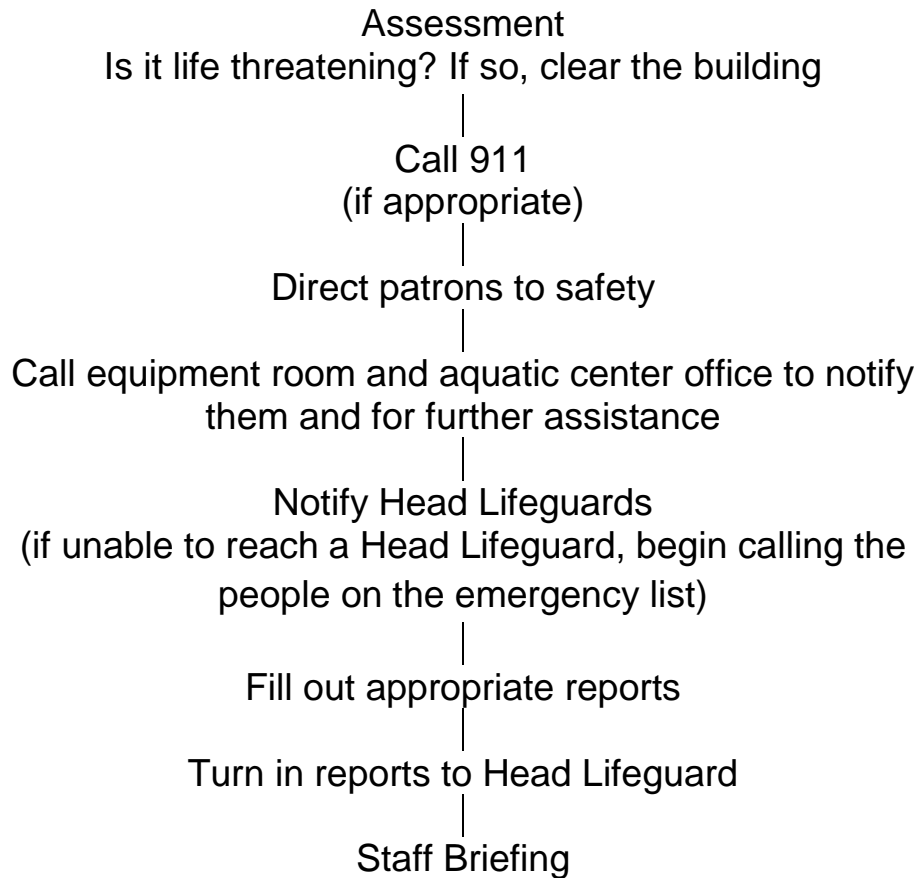 Assessment
Is it life threatening? If so, clear the building
Call 911
(if appropriate)
Direct patrons to safety
Call equipment room and aquatic center office to notify
them and for further assistance
Notify Head Lifeguards
(if unable to reach a Head Lifeguard, begin calling the
people on the emergency list)
Fill out appropriate reports
Turn in reports to Head Lifeguard
Staff Briefing